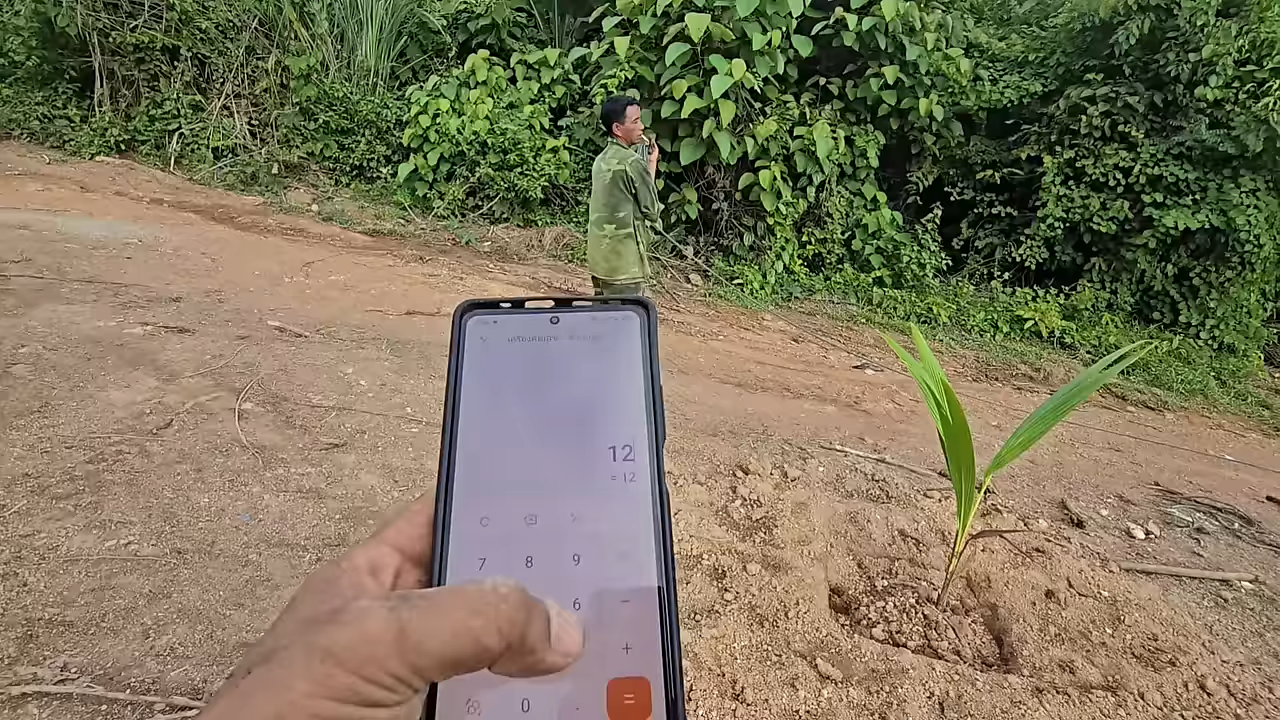 12
= 12
C
7 8 9
6 −
+
0 . =